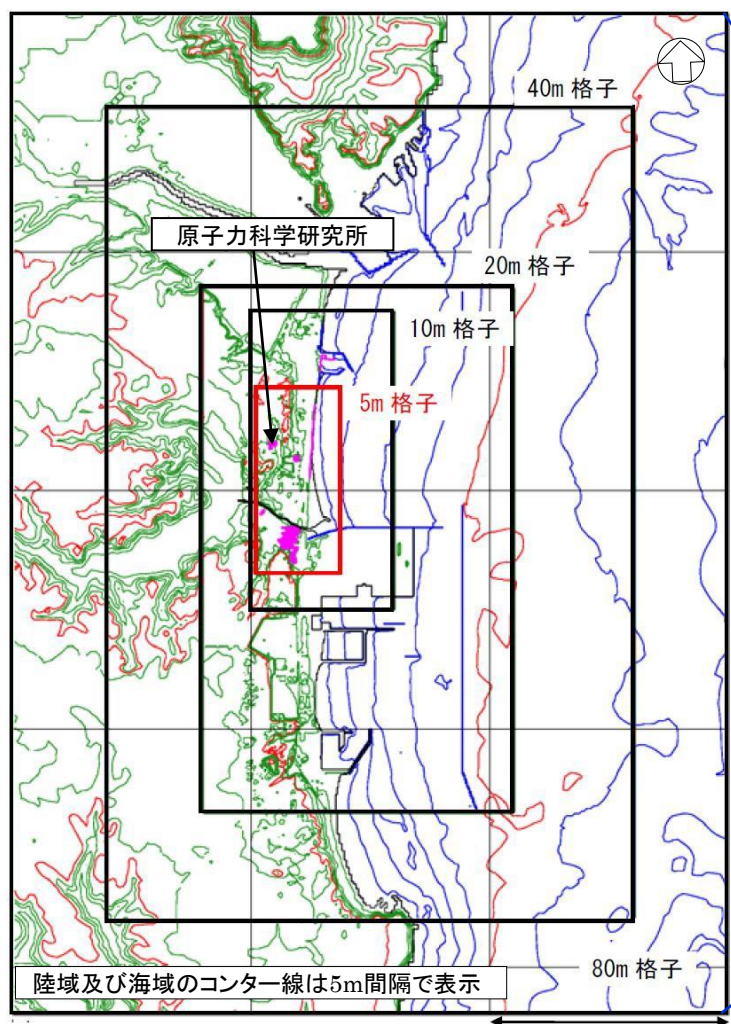 40m 格子
原子力科学研究所
20m 格子
10m 格子
5m 格子
80m 格子
陸域及び海域のコンター線は5m間隔で表示